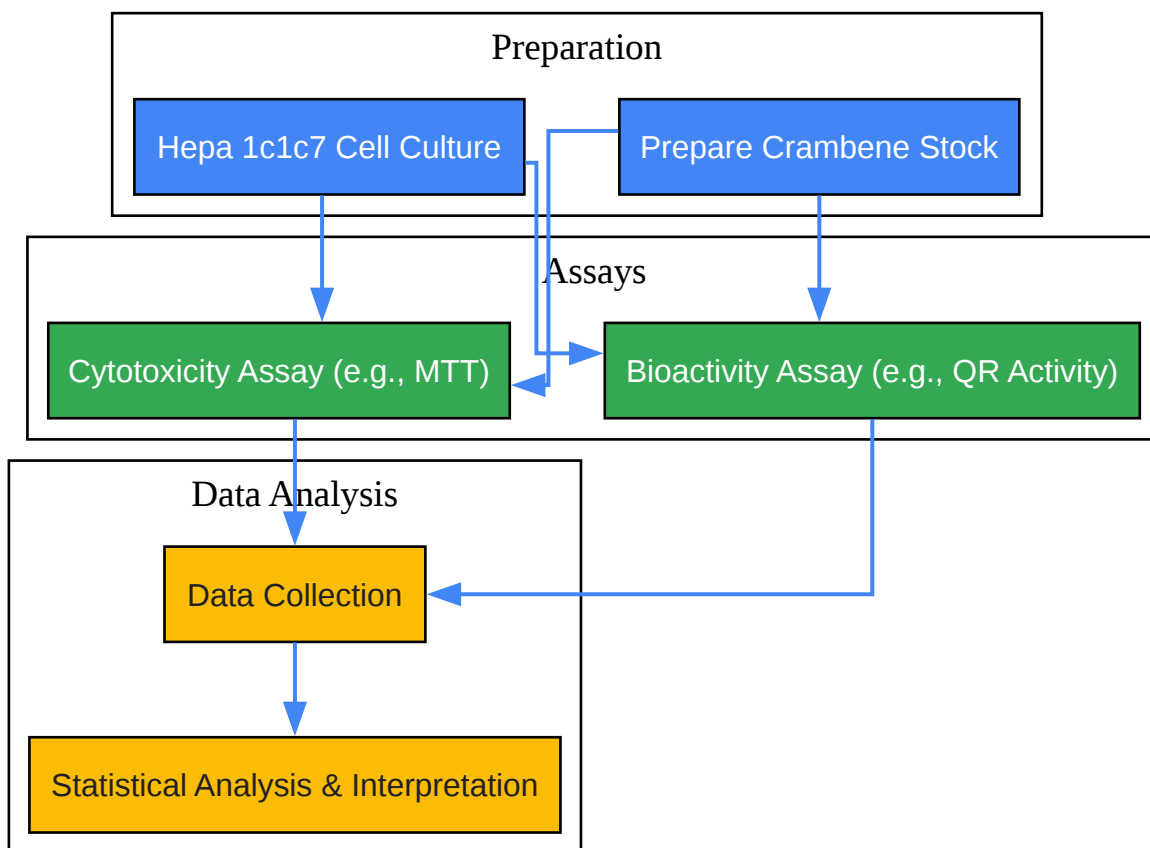 Preparation
Hepa 1c1c7 Cell Culture
Prepare Crambene Stock
Assays
Cytotoxicity Assay (e.g., MTT)
Bioactivity Assay (e.g., QR Activity)
Data Analysis
Data Collection
Statistical Analysis & Interpretation